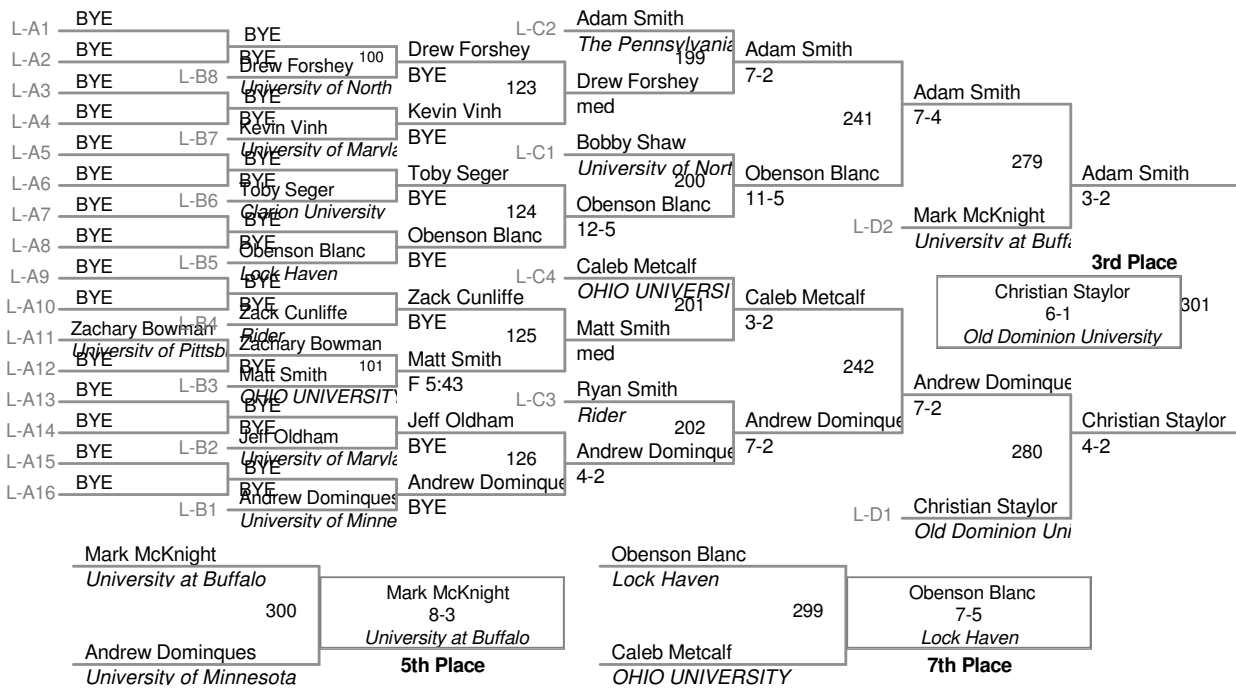 L-A1
BYE
L-A2
BYE
L-A3
BYE
L-A4
BYE
L-A5
BYE
L-A6
BYE
L-A7
BYE
L-A8
BYE
L-A9
BYE
L-A10
BYE
L-A11
Zachary Bowman
University of Pittsb
L-A12
BYE
L-A13
BYE
L-A14
BYE
L-A15
BYE
L-A16
BYE
BYE
BYE
100
L-B8
Drew Forshey
University of North
BYE
BYE
L-B7
Kevin Vinh
University of Maryla
BYE
BYE
L-B6
Toby Seger
Clarion University
BYE
BYE
L-B5
Obenson Blanc
Lock Haven
BYE
BYE
L-B4
Zack Cunliffe
Rider
Zachary Bowman
BYE
101
L-B3
Matt Smith
OHIO UNIVERSITY
BYE
BYE
L-B2
Jeff Oldham
University of Maryla
BYE
BYE
L-B1
Andrew Dominques
University of Minne
Drew Forshey
BYE
123
Kevin Vinh
BYE
Toby Seger
BYE
124
Obenson Blanc
BYE
Zack Cunliffe
BYE
125
Matt Smith
F 5:43
Jeff Oldham
BYE
126
Andrew Dominque
BYE
L-C2
Adam Smith
The Pennsylvania
199
Drew Forshey
med
L-C1
Bobby Shaw
University of Nort
200
Obenson Blanc
12-5
L-C4
Caleb Metcalf
OHIO UNIVERSI
201
Matt Smith
med
L-C3
Ryan Smith
Rider
202
Andrew Dominque
4-2
Adam Smith
7-2
241
Obenson Blanc
11-5
Caleb Metcalf
3-2
242
Andrew Dominque
7-2
Adam Smith
7-4
279
L-D2
Mark McKnight
University at Buffa
Andrew Dominque
7-2
280
L-D1
Christian Staylor
Old Dominion Uni
Adam Smith
3-2
3rd Place
Christian Staylor
6-1
Old Dominion University
301
Christian Staylor
4-2
Mark McKnight
University at Buffalo
300
Andrew Dominques
University of Minnesota
Mark McKnight
8-3
University at Buffalo
5th Place
Obenson Blanc
Lock Haven
299
Caleb Metcalf
OHIO UNIVERSITY
Obenson Blanc
7-5
Lock Haven
7th Place